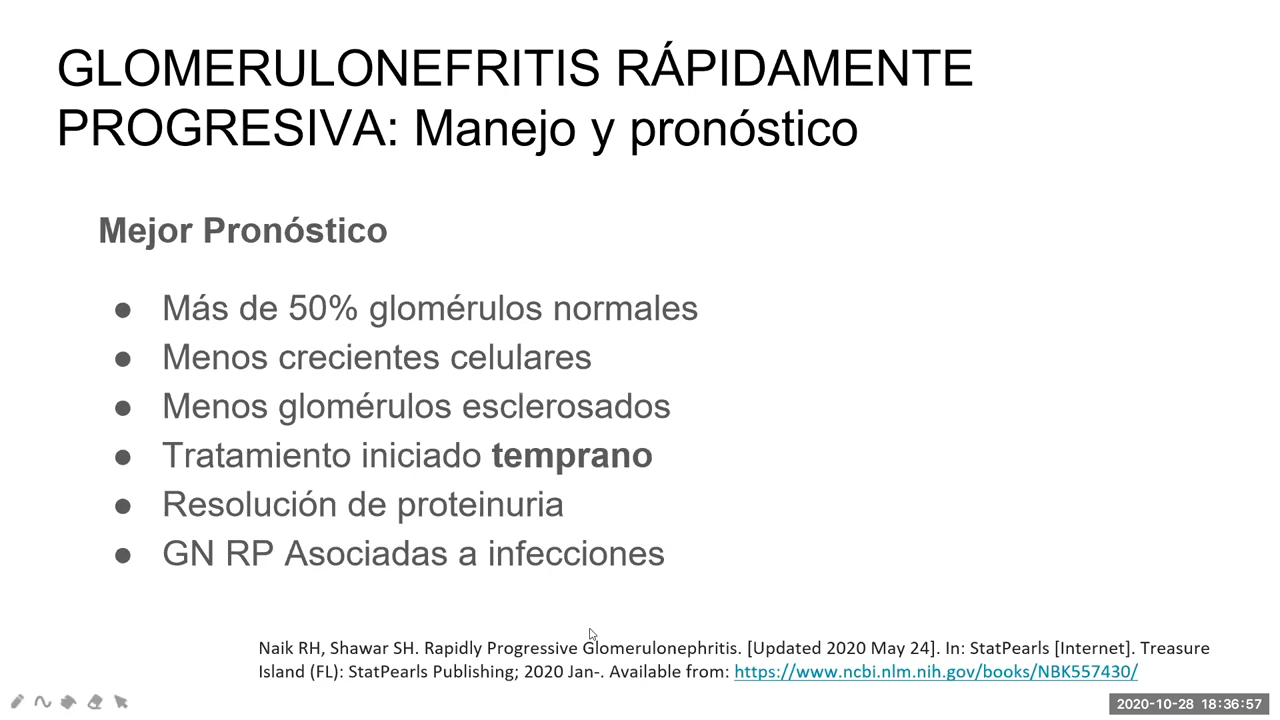 GLOMERULONEFRITIS RÁPIDAMENTE
PROGRESIVA: Manejo y pronóstico
Mejor Pronóstico
● Más de 50% glomérulos normales
● Menos crecientes celulares
● Menos glomérulos esclerosados
● Tratamiento iniciado temprano
● Resolución de proteinuria
● GN RP Asociadas a infecciones
Naik RH, Shawar SH. Rapidly Progressive Glomerulonephritis. [Updated 2020 May 24]. In: StatPearls [Internet]. Treasure
Island (FL): StatPearls Publishing; 2020 Jan-. Available from: https://www.ncbi.nlm.nih.gov/books/NBK557430/
2020-10-28 18:36:57